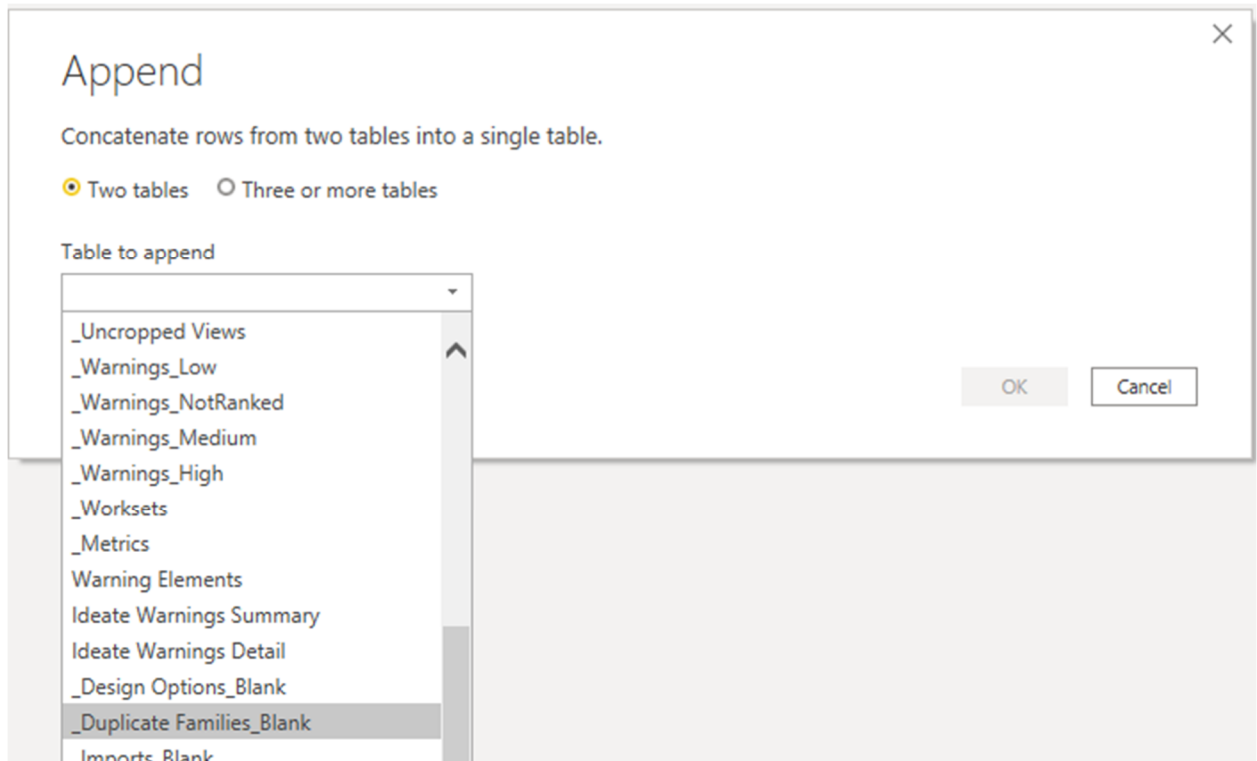 Append
Concatenate rows from two tables into a single table.
Two tables Three or more tables
Table to append
_Uncropped Views
_Warnings_Low
_Warnings_NotRanked
_Warnings_Medium
_Warnings_High
_Worksets
_Metrics
Warning Elements
Ideate Warnings Summary
Ideate Warnings Detail
_Design Options_Blank
_Duplicate Families_Blank
_Imports_Blank
OK Cancel